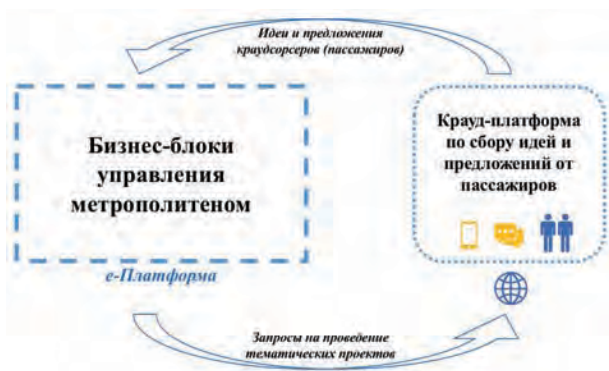 Идеи и предложения
краудсорсеров (пассажиров)
Бизнес-блоки
управления
метрополитеном
Крауд-платформа
по сбору идей и
предложений от
пассажиров
е-Платформа
Запросы на проведение
тематических проектов